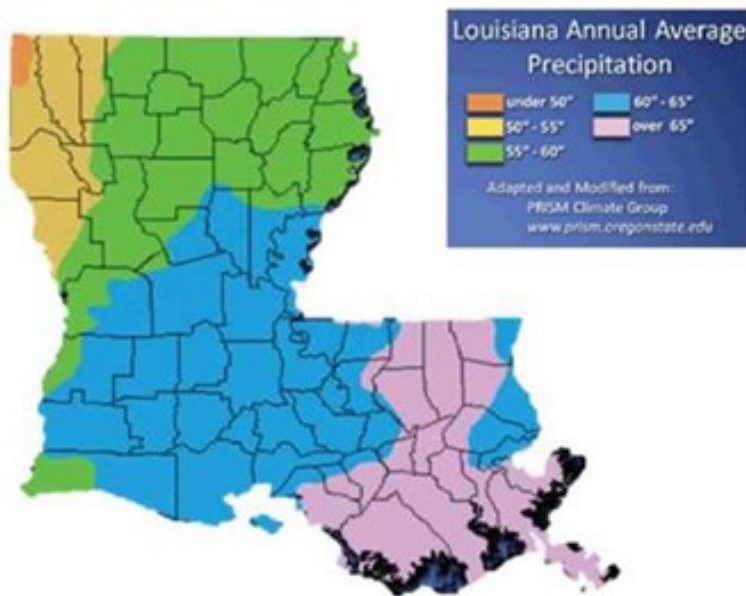 Louisiana Annual Average
Precipitation
under 50"
60" - 65"
50" - 55"
over 65"
55" - 60"
Adapted and Modified from:
PRISM Climate Group
www.prism.oregonstate.edu